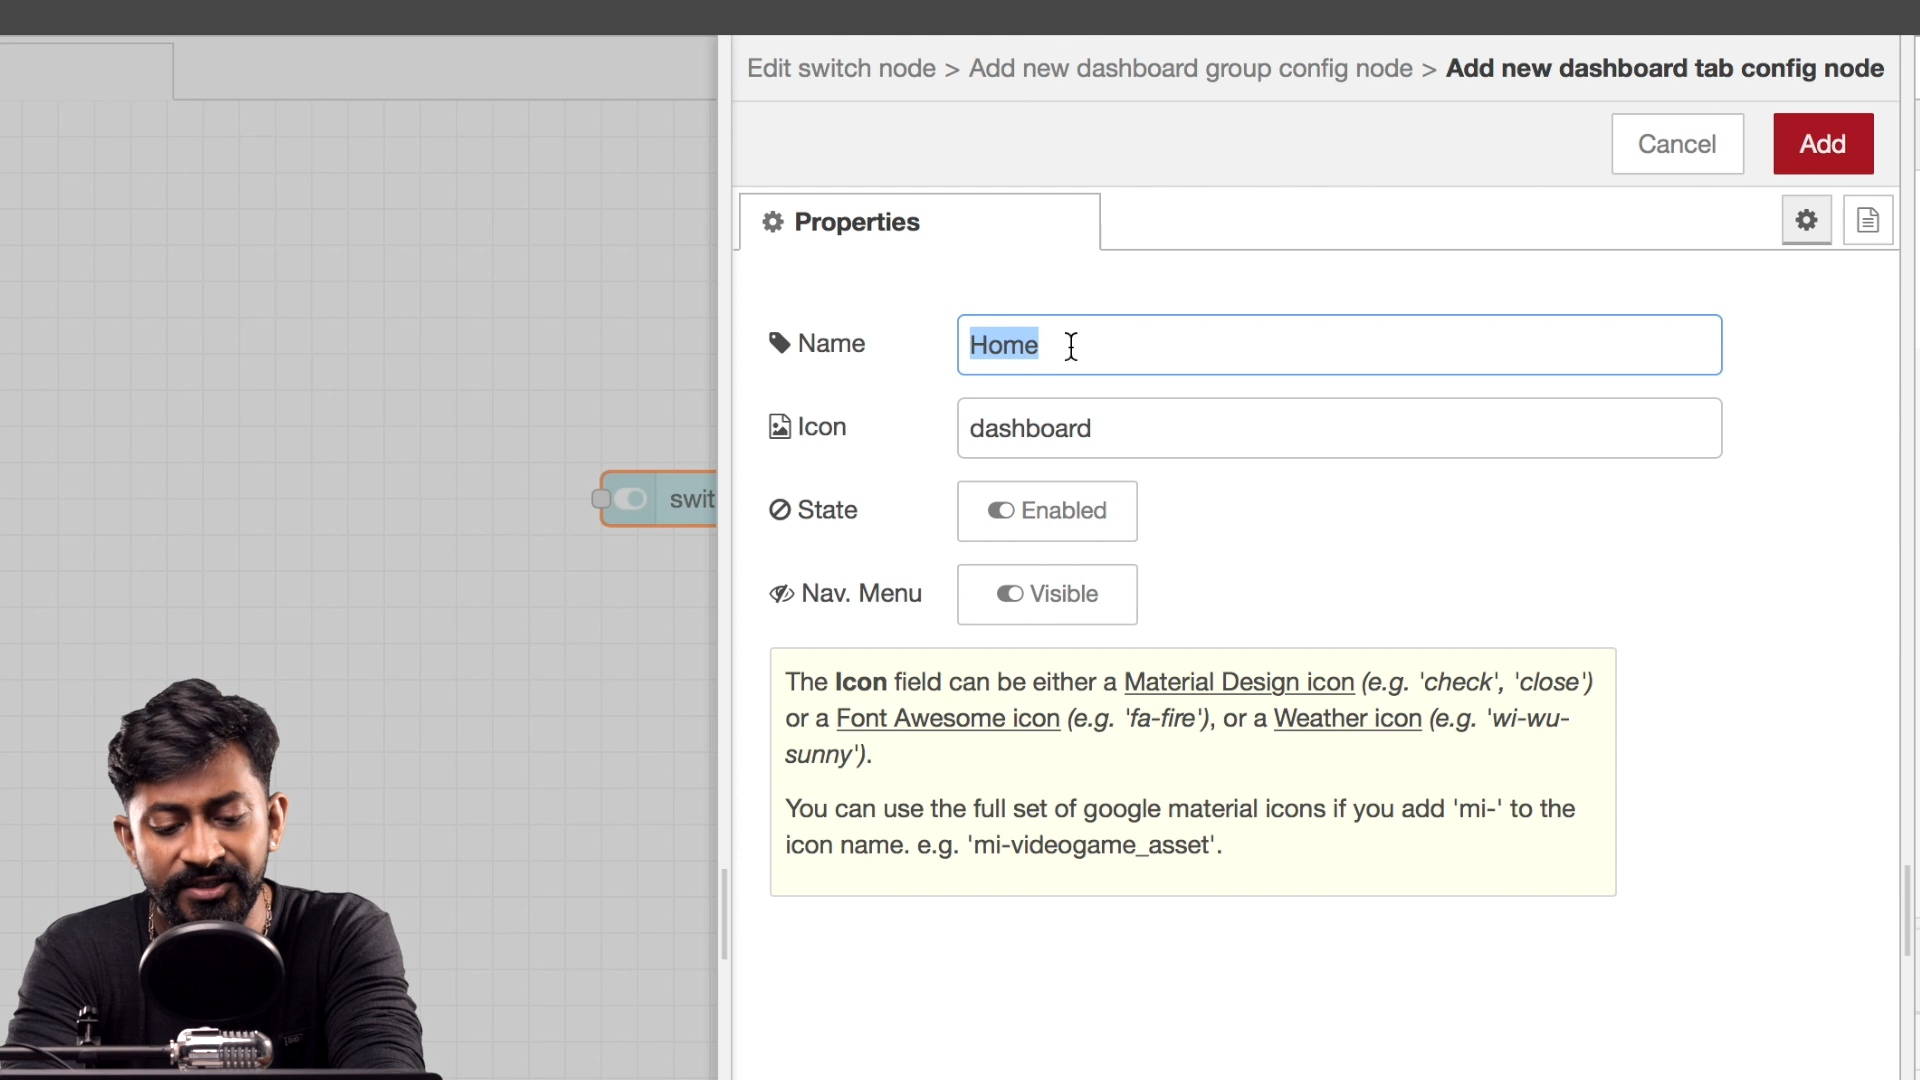 Edit switch node > Add new dashboard group config node > Add new dashboard tab config node
Cancel
Add
Properties
Name
Home
Icon
dashboard
State
Enabled
Nav. Menu
Visible
swit
The Icon field can be either a Material Design icon (e.g. 'check', 'close')
or a Font Awesome icon (e.g. 'fa-fire'), or a Weather icon (e.g. 'wi-wu-
sunny').
You can use the full set of google material icons if you add 'mi-' to the
icon name. e.g. 'mi-videogame_asset'.